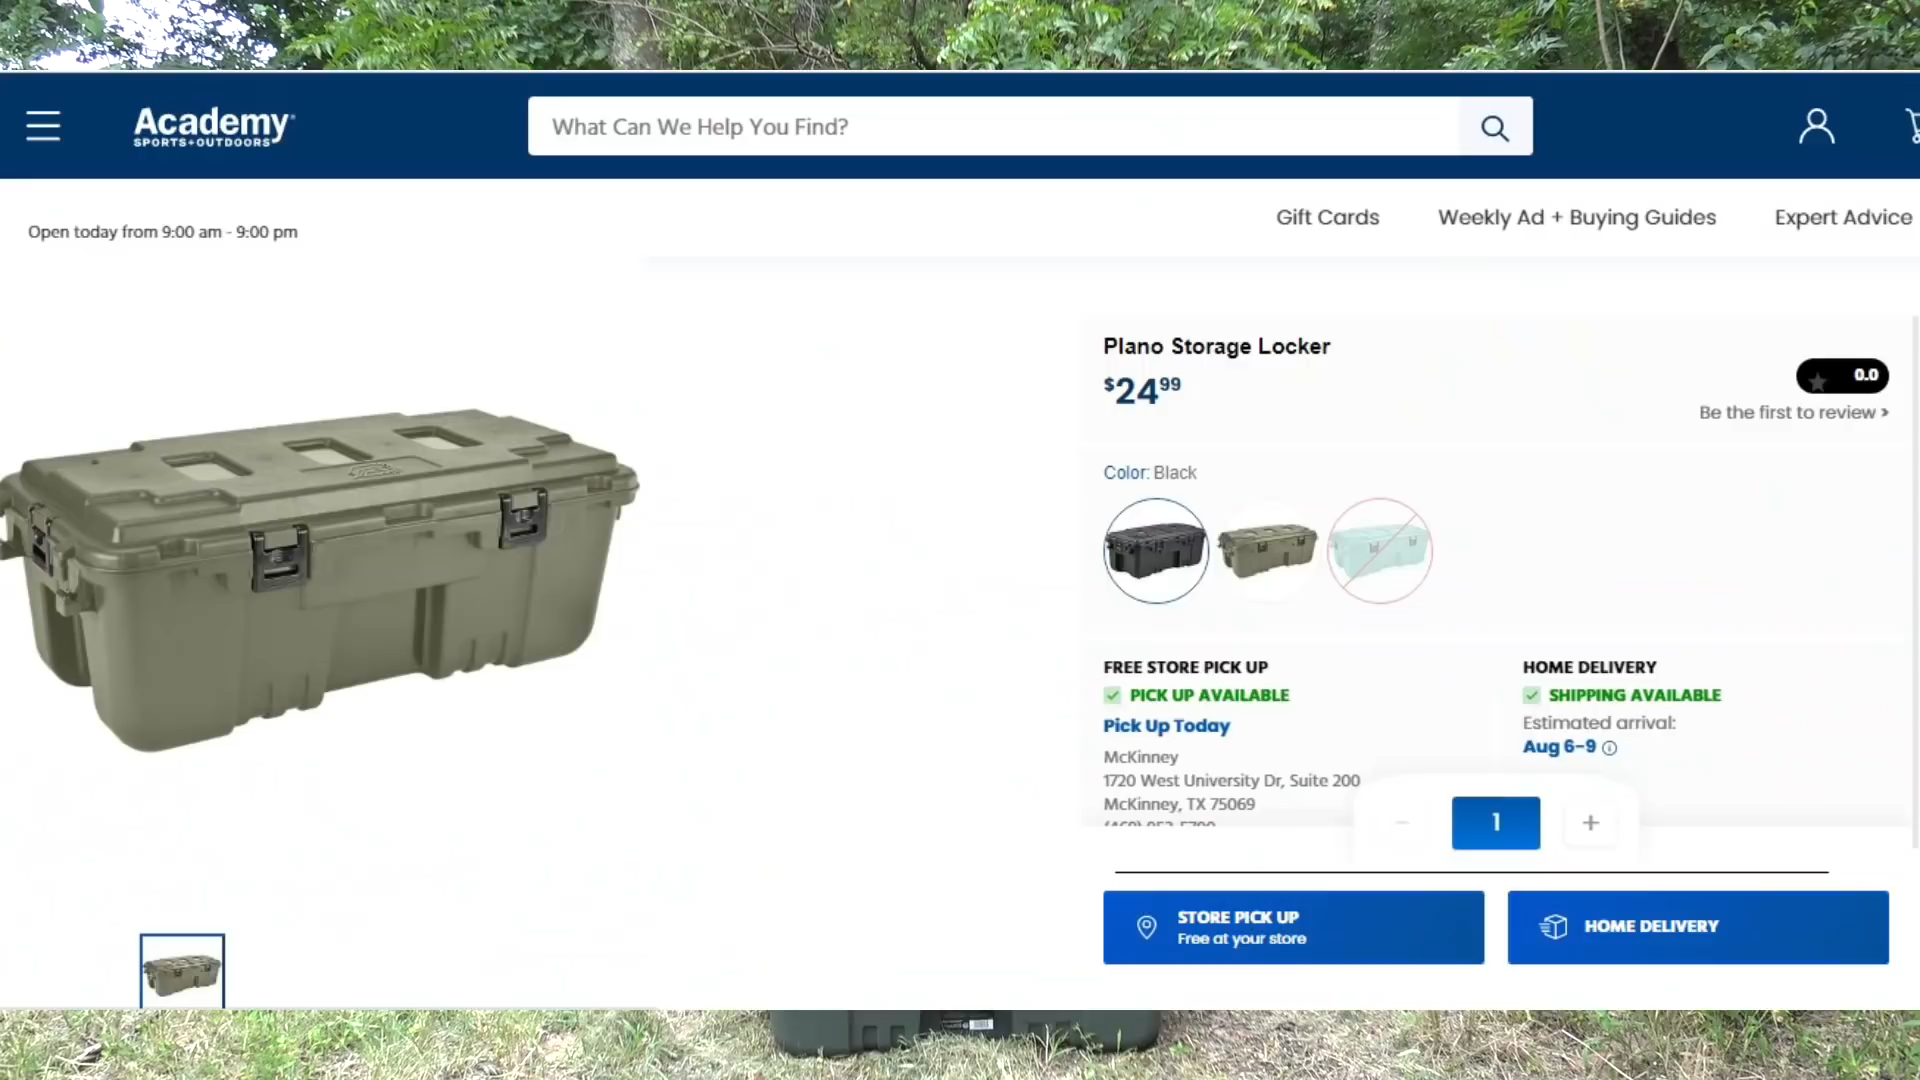 Academy
SPORTS+OUTDOORS
What Can We Help You Find?
Open today from 9:00 am - 9:00 pm
Gift Cards
Weekly Ad + Buying Guides
Expert Advice
Plano Storage Locker
$24.99
0.0
Be the first to review >
Color: Black
FREE STORE PICK UP
PICK UP AVAILABLE
Pick Up Today
McKinney
1720 West University Dr, Suite 200
McKinney, TX 75069
HOME DELIVERY
SHIPPING AVAILABLE
Estimated arrival:
Aug 6-9
- 1 +
STORE PICK UP
Free at your store
HOME DELIVERY